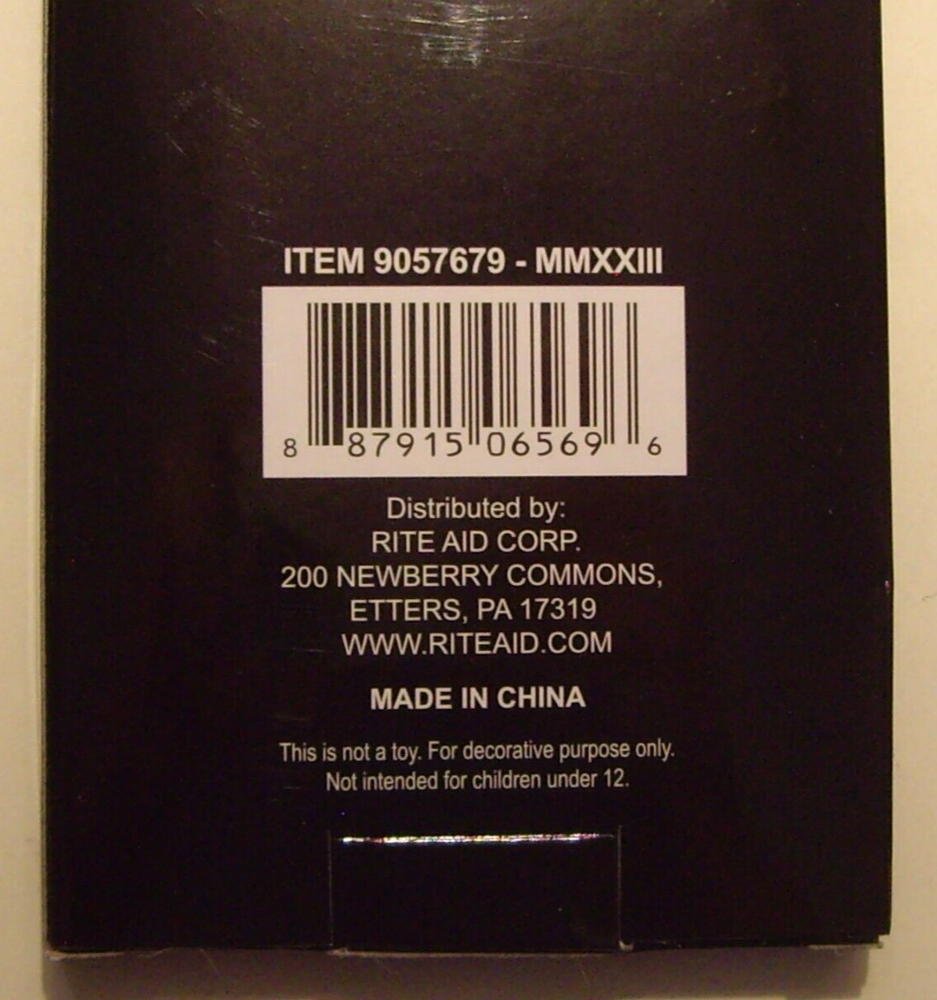 ITEM 9057679 - MMXXIII
8 87915 06569 6
Distributed by:
RITE AID CORP.
200 NEWBERRY COMMONS,
ETTERS, PA 17319
WWW.RITEAID.COM
MADE IN CHINA
This is not a toy. For decorative purpose only.
Not intended for children under 12.